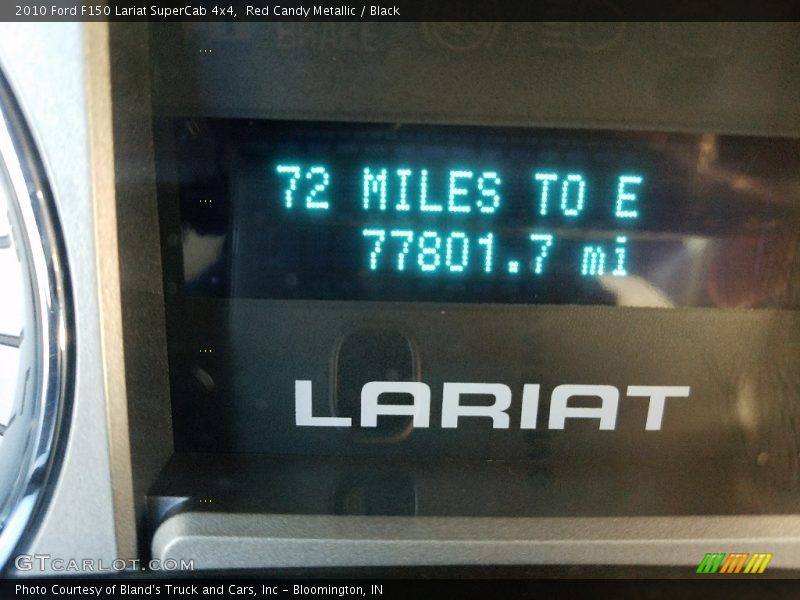 2010 Ford F150 Lariat SuperCab 4x4,  Red Candy Metallic / Black
BRAKE
72 MILES TO E
77801.7 mi
LARIAT
GTCARLOT.COM
Photo Courtesy of Bland's Truck and Cars, Inc - Bloomington, IN